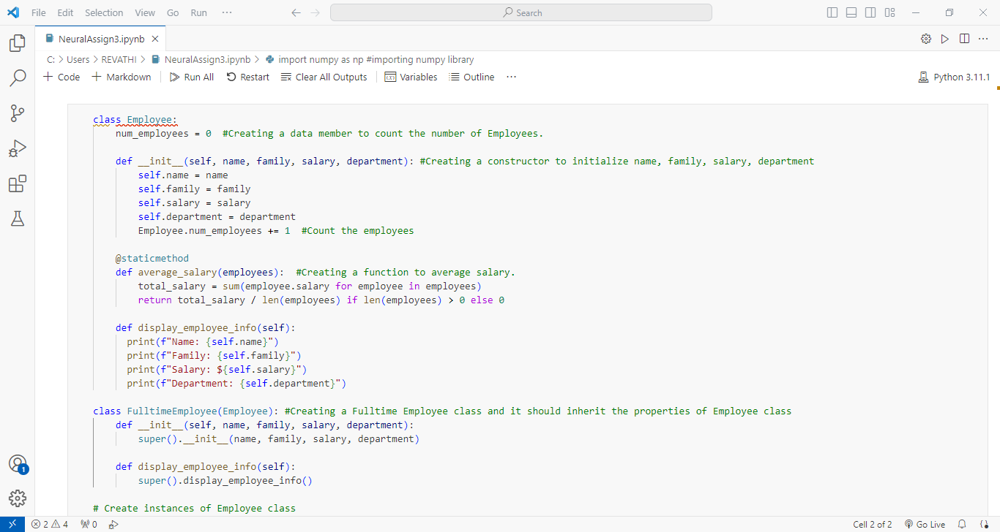 File Edit Selection View Go Run ··· Search
NeuralAssign3.ipynb
C: > Users > REVATHI > NeuralAssign3.ipynb > import numpy as np #importing numpy library
+ Code + Markdown Run All Restart Clear All Outputs Variables Outline ··· Python 3.11.1
class Employee:
    num_employees = 0  #Creating a data member to count the number of Employees.
    def __init__(self, name, family, salary, department): #Creating a constructor to initialize name, family, salary, department
        self.name = name
        self.family = family
        self.salary = salary
        self.department = department
        Employee.num_employees += 1  #Count the employees
    @staticmethod
    def average_salary(employees):  #Creating a function to average salary.
        total_salary = sum(employee.salary for employee in employees)
        return total_salary / len(employees) if len(employees) > 0 else 0
    def display_employee_info(self):
      print(f"Name: {self.name}")
      print(f"Family: {self.family}")
      print(f"Salary: ${self.salary}")
      print(f"Department: {self.department}")
class FulltimeEmployee(Employee): #Creating a Fulltime Employee class and it should inherit the properties of Employee class
    def __init__(self, name, family, salary, department):
        super().__init__(name, family, salary, department)
    def display_employee_info(self):
        super().display_employee_info()
# Create instances of Employee class
1
2 4 0 Cell 2 of 2 Go Live